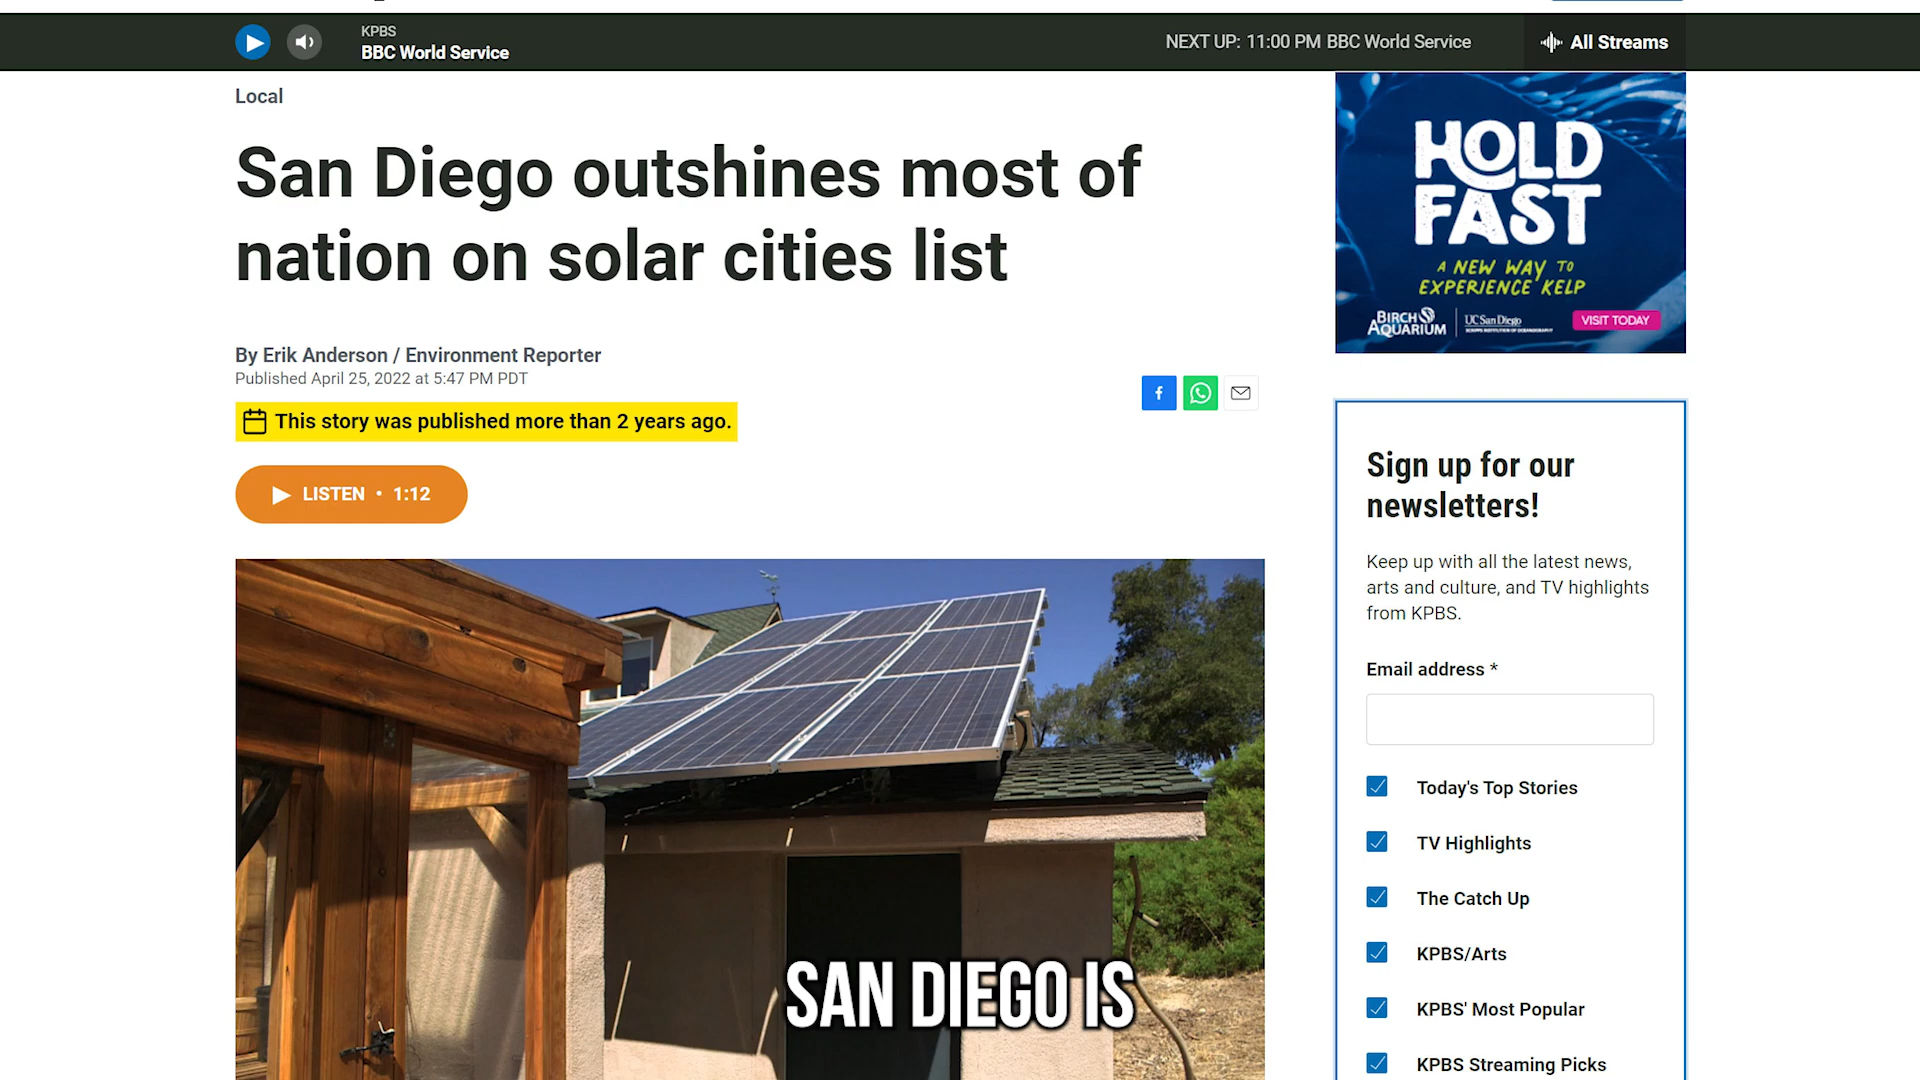 KPBS
BBC World Service
NEXT UP: 11:00 PM BBC World Service
All Streams
Local
San Diego outshines most of
nation on solar cities list
By Erik Anderson / Environment Reporter
Published April 25, 2022 at 5:47 PM PDT
This story was published more than 2 years ago.
LISTEN • 1:12
SAN DIEGO IS
HOLD
FAST
A NEW WAY TO
EXPERIENCE KELP
BIRCH
AQUARIUM
UC San Diego
SCRIPPS INSTITUTION OF OCEANOGRAPHY
VISIT TODAY
Sign up for our
newsletters!
Keep up with all the latest news,
arts and culture, and TV highlights
from KPBS.
Email address *
Today's Top Stories
TV Highlights
The Catch Up
KPBS/Arts
KPBS' Most Popular
KPBS Streaming Picks